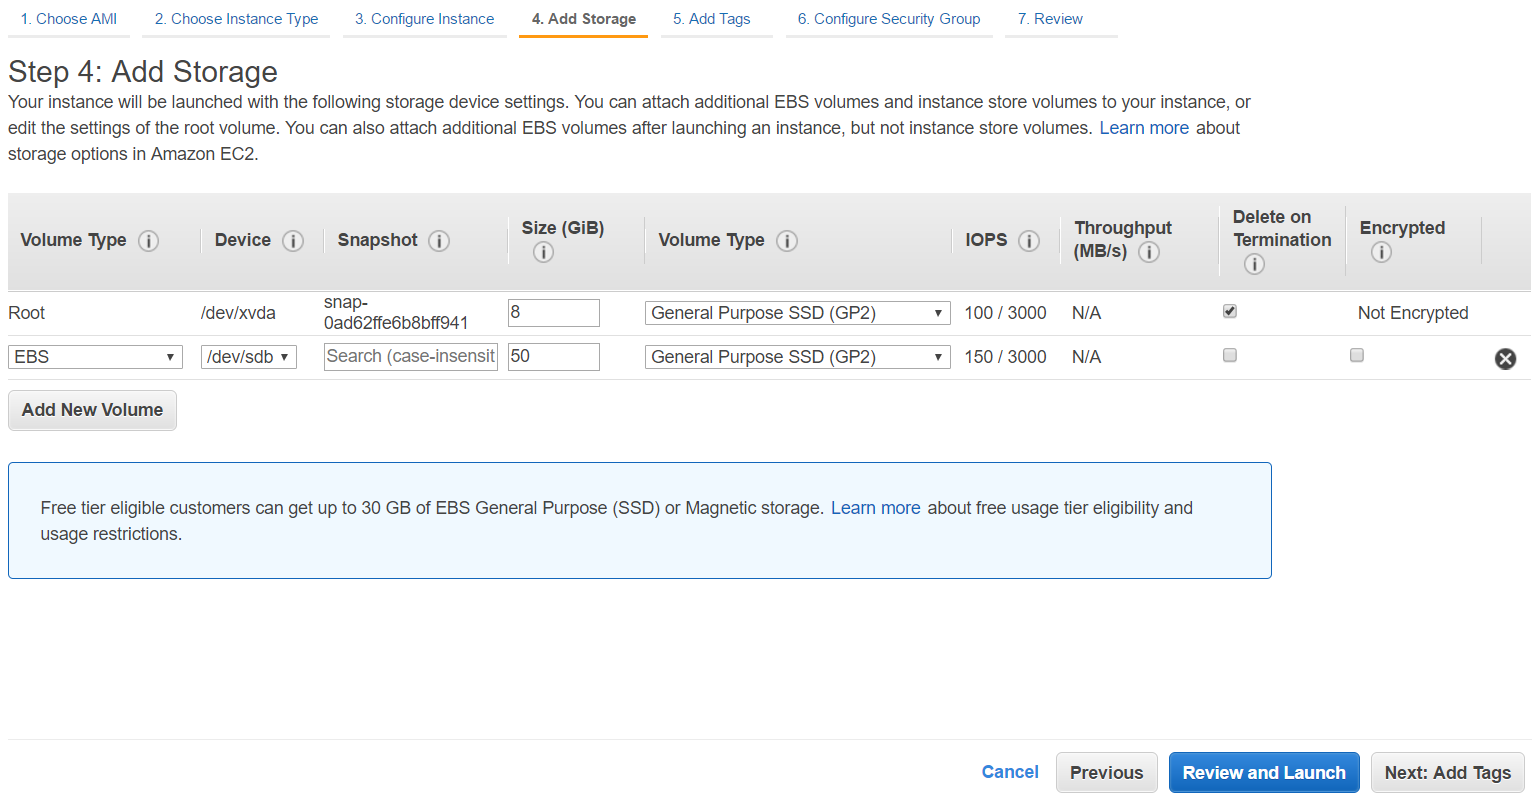 1. Choose AMI 2. Choose Instance Type 3. Configure Instance 4. Add Storage 5. Add Tags 6. Configure Security Group 7. Review
Step 4: Add Storage
Your instance will be launched with the following storage device settings. You can attach additional EBS volumes and instance store volumes to your instance, or
edit the settings of the root volume. You can also attach additional EBS volumes after launching an instance, but not instance store volumes. Learn more about
storage options in Amazon EC2.
Volume Type i Device i Snapshot i Size (GiB) i Volume Type i IOPS i Throughput (MB/s) i Delete on Termination i Encrypted i
Root /dev/xvda snap-0ad62ffe6b8bff941 8 General Purpose SSD (GP2) 100 / 3000 N/A Not Encrypted
EBS /dev/sdb Search (case-insensit 50 General Purpose SSD (GP2) 150 / 3000 N/A
Add New Volume
Free tier eligible customers can get up to 30 GB of EBS General Purpose (SSD) or Magnetic storage. Learn more about free usage tier eligibility and
usage restrictions.
Cancel Previous Review and Launch Next: Add Tags